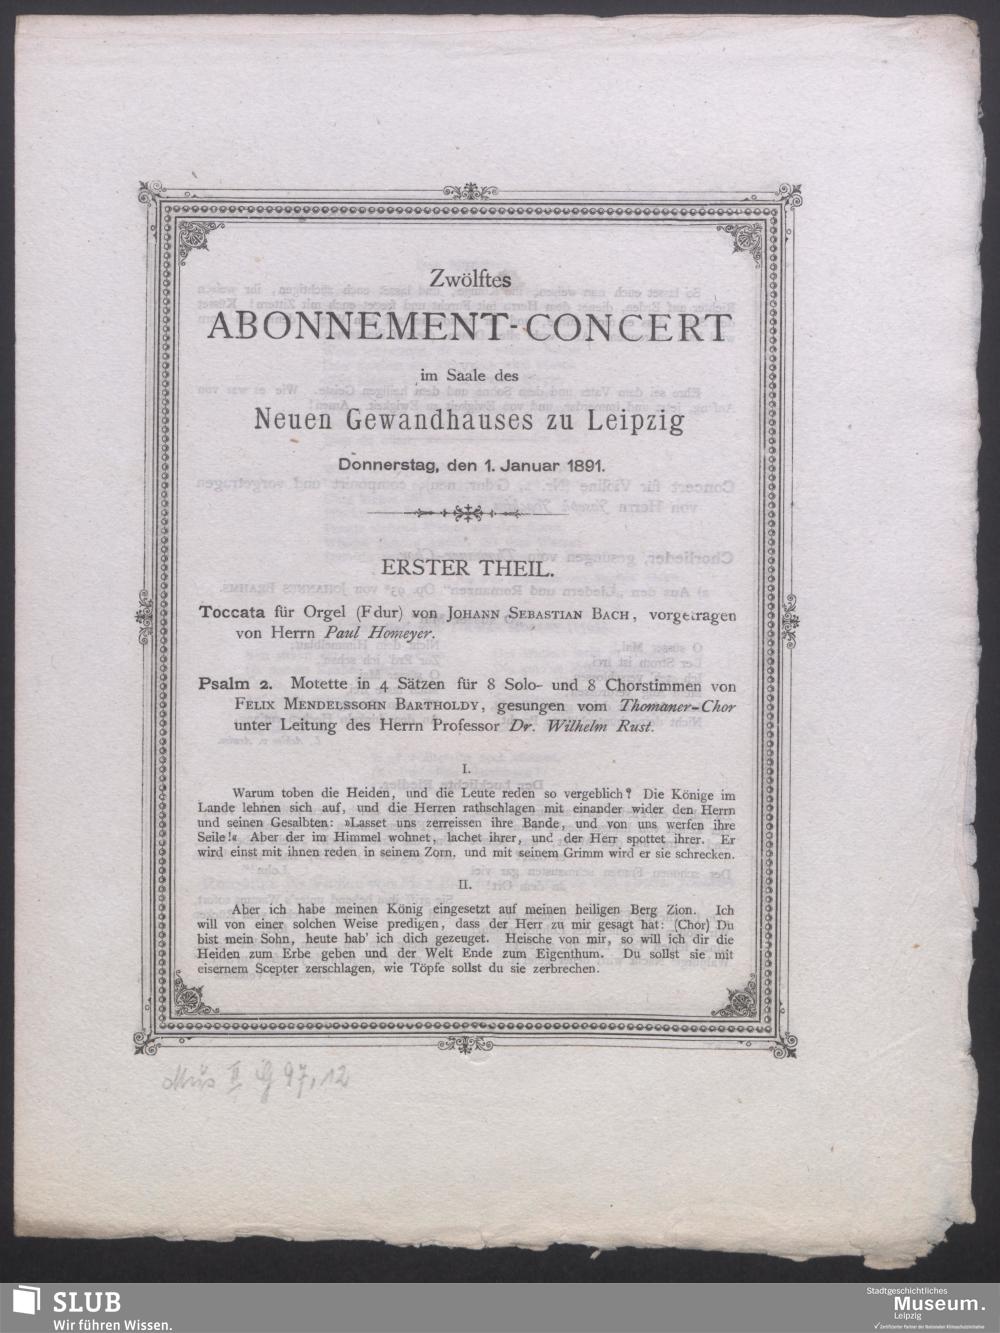 Zwölftes
ABONNEMENT-CONCERT
im Saale des
Neuen Gewandhauses zu Leipzig
Donnerstag, den 1. Januar 1891.
ERSTER THEIL.
Toccata für Orgel (Fdur) von JOHANN SEBASTIAN BACH, vorgetragen
von Herrn Paul Homeyer.
Psalm 2. Motette in 4 Sätzen für 8 Solo- und 8 Chorstimmen von
FELIX MENDELSSOHN BARTHOLDY, gesungen vom Thomaner-Chor
unter Leitung des Herrn Professor Dr. Wilhelm Rust.
I.
Warum toben die Heiden, und die Leute reden so vergeblich? Die Könige im
Lande lehnen sich auf, und die Herren rathschlagen mit einander wider den Herrn
und seinen Gesalbten: »Lasset uns zerreissen ihre Bande, und von uns werfen ihre
Seile!« Aber der im Himmel wohnet, lachet ihrer, und der Herr spottet ihrer. Er
wird einst mit ihnen reden in seinem Zorn, und mit seinem Grimm wird er sie schrecken.
II.
Aber ich habe meinen König eingesetzt auf meinen heiligen Berg Zion. Ich
will von einer solchen Weise predigen, dass der Herr zu mir gesagt hat: (Chor) Du
bist mein Sohn, heute hab' ich dich gezeuget. Heische von mir, so will ich dir die
Heiden zum Erbe geben und der Welt Ende zum Eigenthum. Du sollst sie mit
eisernem Scepter zerschlagen, wie Töpfe sollst du sie zerbrechen.
Mus II G 97, 12
SLUB
Wir führen Wissen.
Stadtgeschichtliches
Museum.
Leipzig
Zertifizierter Partner der Nationalen Klimaschutzinitiative